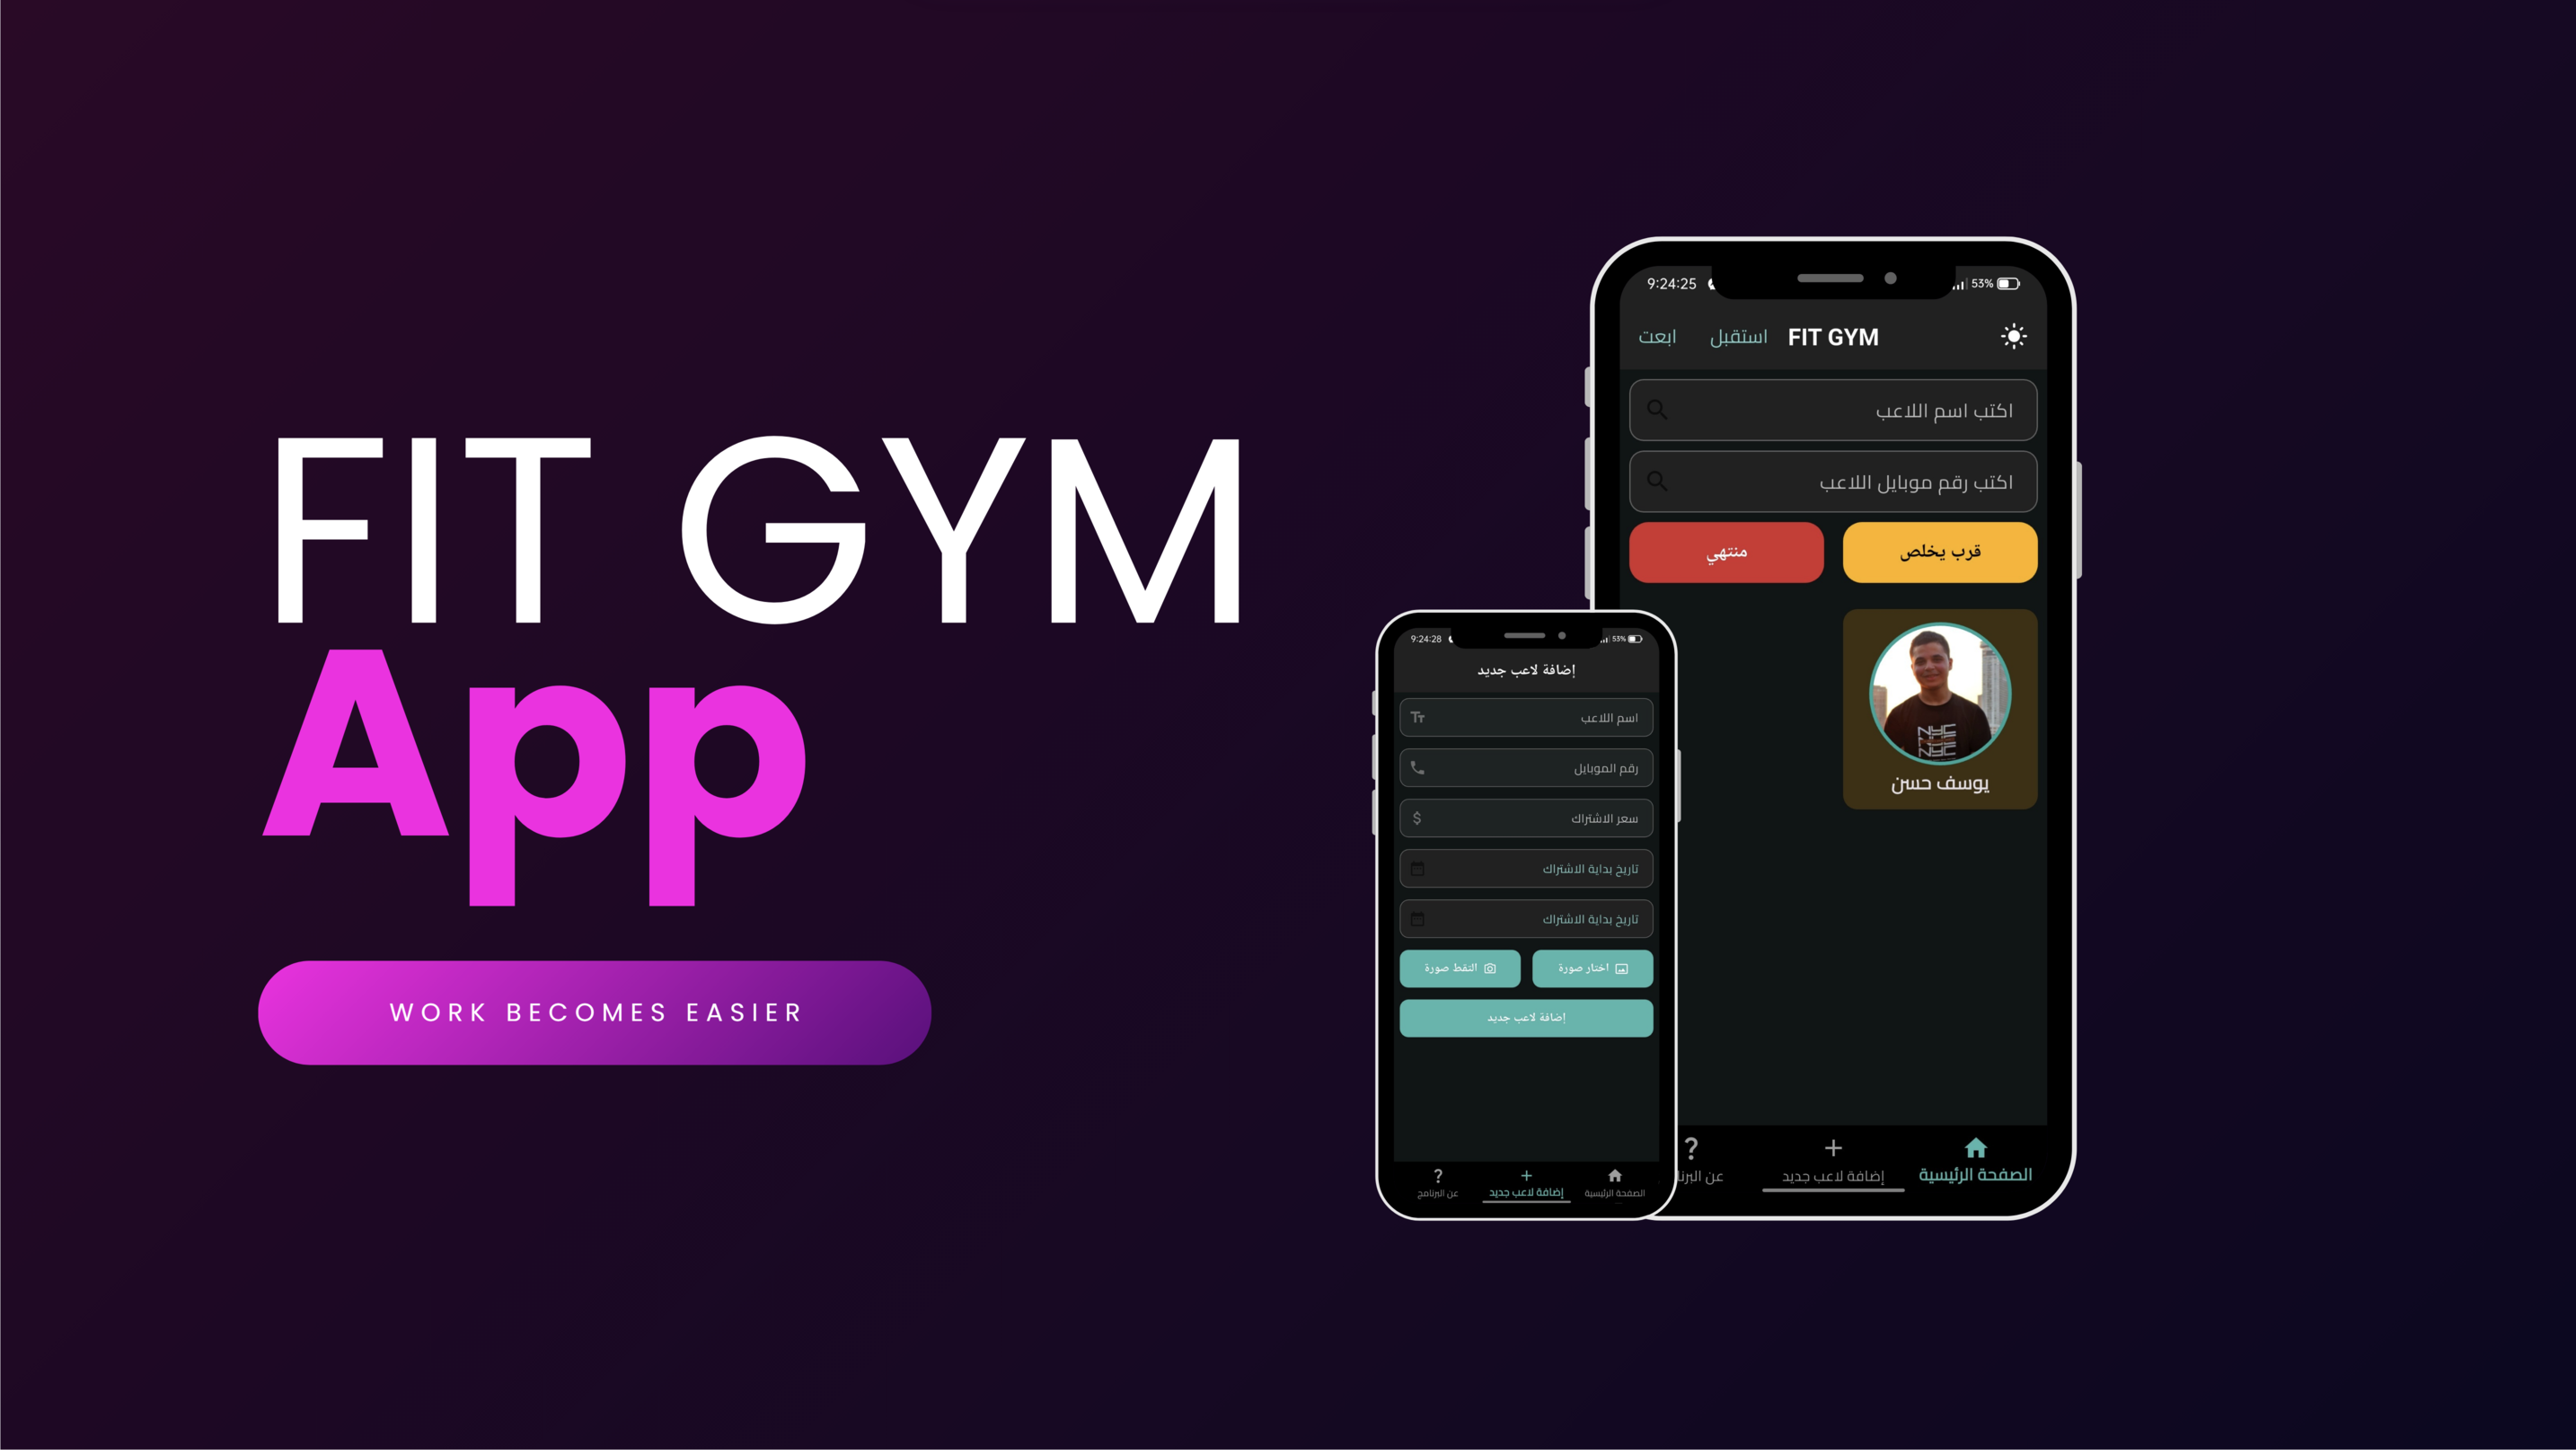 FIT GYM
App
WORK BECOMES EASIER
9:24:25 53%
ابعت استقبل FIT GYM
اكتب اسم اللاعب
اكتب رقم موبايل اللاعب
قرب يخلص
منتهي
NYC
NYC
يوسف حسن
الصفحة الرئيسية
إضافة لاعب جديد
عن البرنا
9:24:28 53%
إضافة لاعب جديد
اسم اللاعب
رقم الموبايل
سعر الاشتراك
تاريخ بداية الاشتراك
تاريخ بداية الاشتراك
اختار صورة
التقط صورة
إضافة لاعب جديد
الصفحة الرئيسية
إضافة لاعب جديد
عن البرنامج